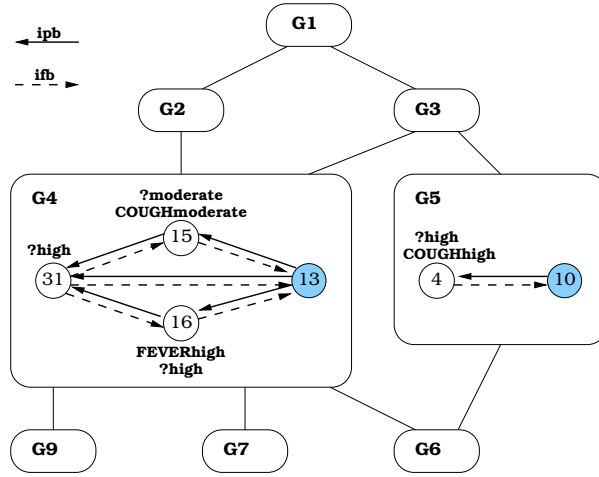 ipb
ifb
G1
G2
G3
G4
?moderate
COUGHmoderate
15
?high
31
13
16
FEVERhigh
?high
G5
?high
COUGHhigh
4
10
G9
G7
G6